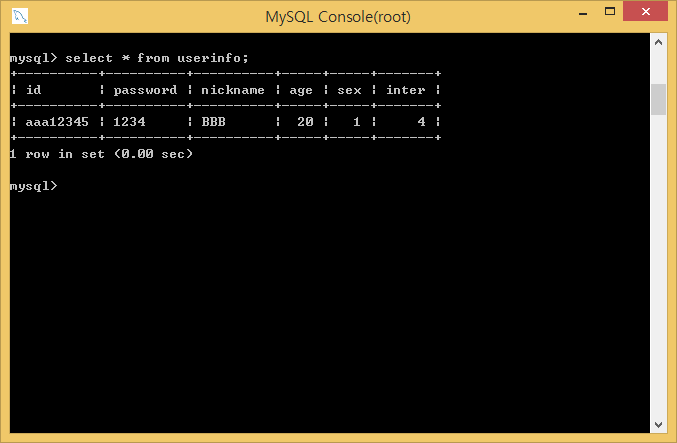 MySQL Console(root)
mysql> select * from userinfo;
+----------+----------+----------+-----+-----+-------+
| id       | password | nickname | age | sex | inter |
+----------+----------+----------+-----+-----+-------+
| aaa12345 | 1234     | BBB      |  20 |   1 |     4 |
+----------+----------+----------+-----+-----+-------+
1 row in set (0.00 sec)
mysql>